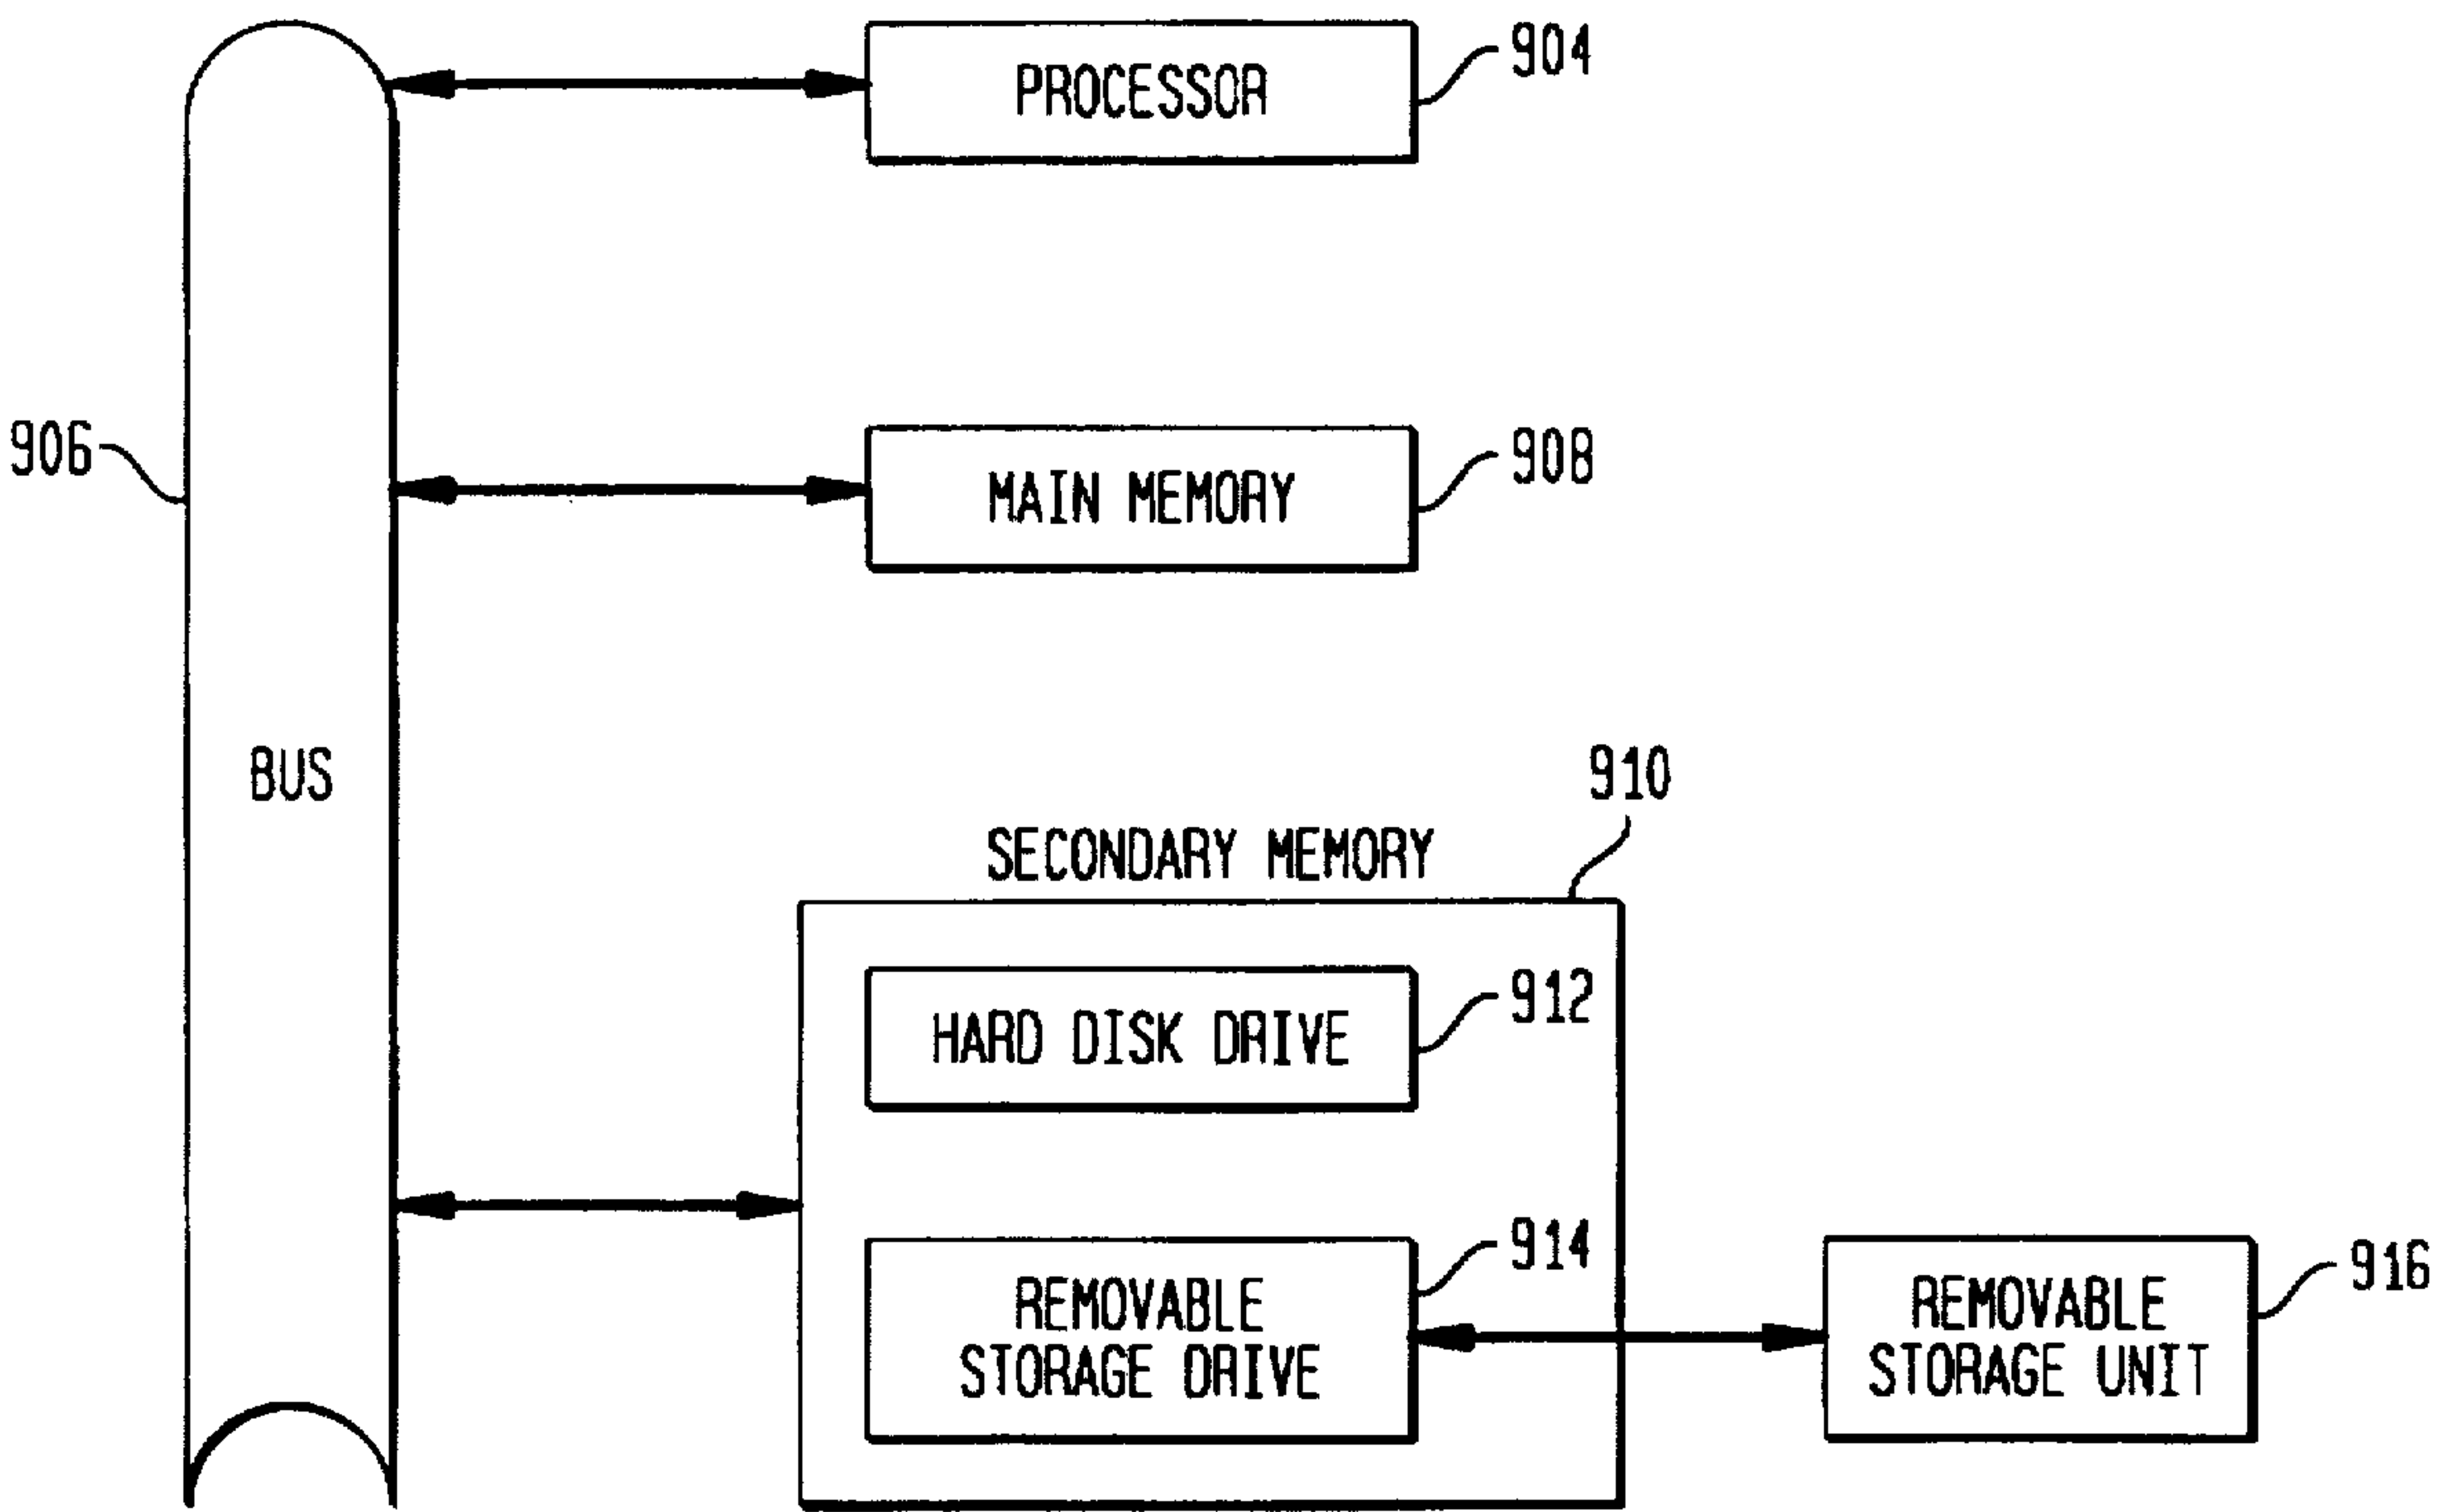 904
PROCESSOR
906
908
MAIN MEMORY
BUS
910
SECONDARY MEMORY
912
HARD DISK DRIVE
914
916
REMOVABLE
STORAGE DRIVE
REMOVABLE
STORAGE UNIT